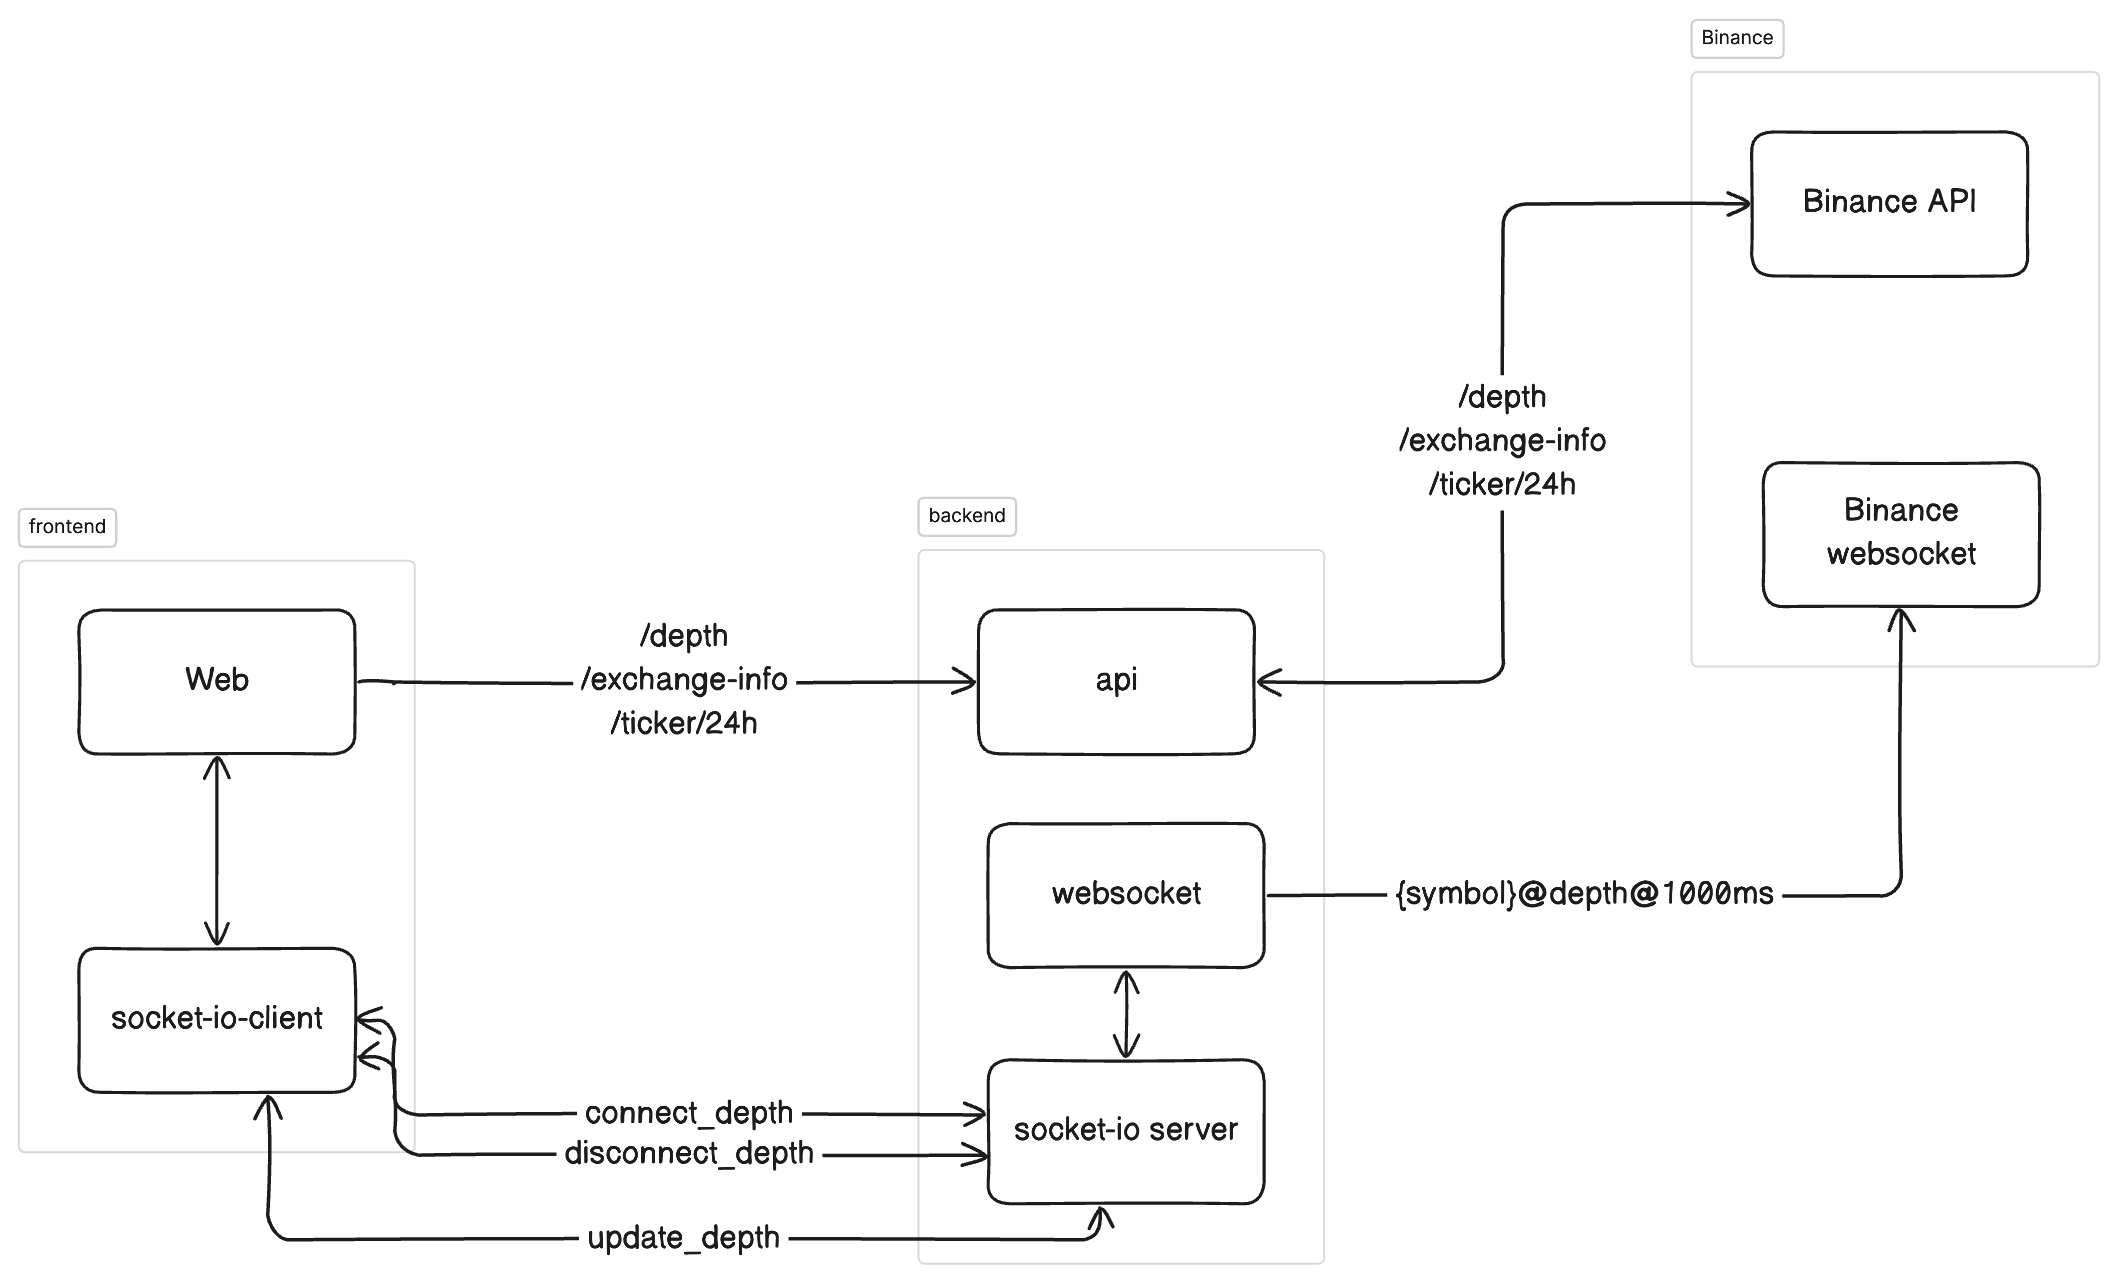 Binance
Binance API
/depth
/exchange-info
/ticker/24h
Binance
websocket
frontend
backend
Web
/depth
/exchange-info
/ticker/24h
api
websocket
{symbol}@depth@1000ms
socket-io-client
connect_depth
disconnect_depth
socket-io server
update_depth